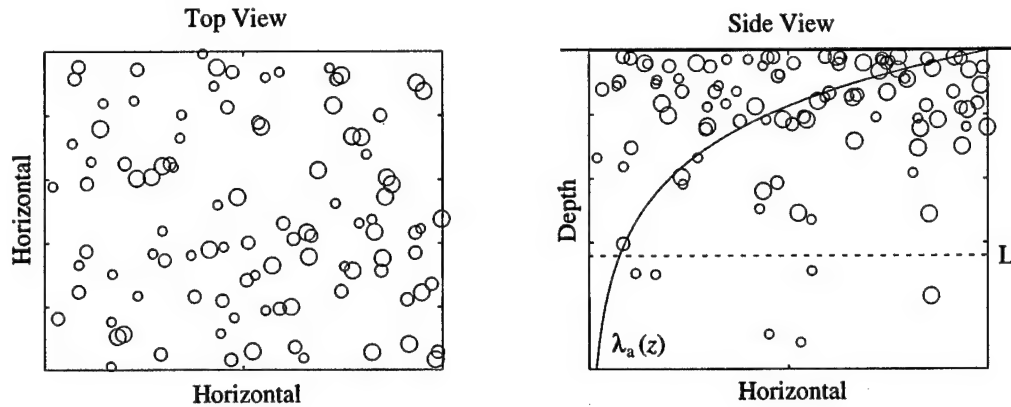 Top View
Horizontal
Horizontal
Side View
Depth
L
λa(z)
Horizontal